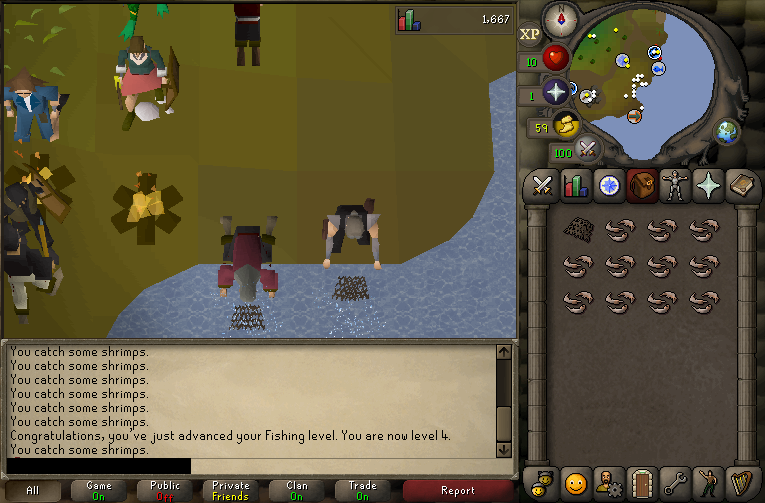 1,667
N
XP
10
1
59
100
You catch some shrimps.
You catch some shrimps.
You catch some shrimps.
You catch some shrimps.
You catch some shrimps.
You catch some shrimps.
Congratulations, you've just advanced your Fishing level. You are now level 4.
You catch some shrimps.
All
Game
On
Public
Off
Private
Friends
Clan
On
Trade
On
Report